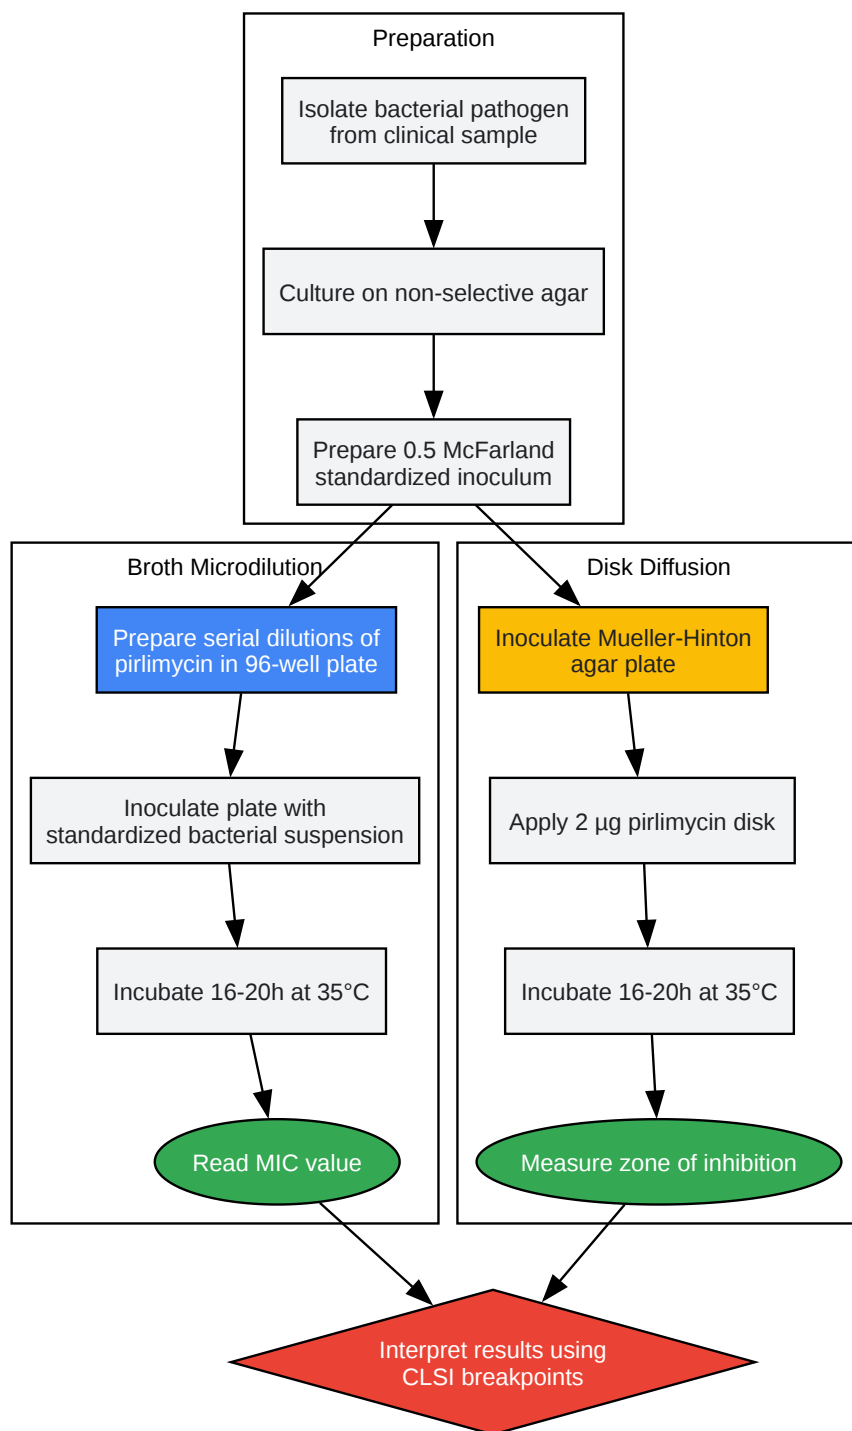 Preparation
Isolate bacterial pathogen
from clinical sample
Culture on non-selective agar
Prepare 0.5 McFarland
standardized inoculum
Broth Microdilution
Prepare serial dilutions of
pirlimycin in 96-well plate
Inoculate plate with
standardized bacterial suspension
Incubate 16-20h at 35°C
Read MIC value
Disk Diffusion
Inoculate Mueller-Hinton
agar plate
Apply 2 µg pirlimycin disk
Incubate 16-20h at 35°C
Measure zone of inhibition
Interpret results using
CLSI breakpoints